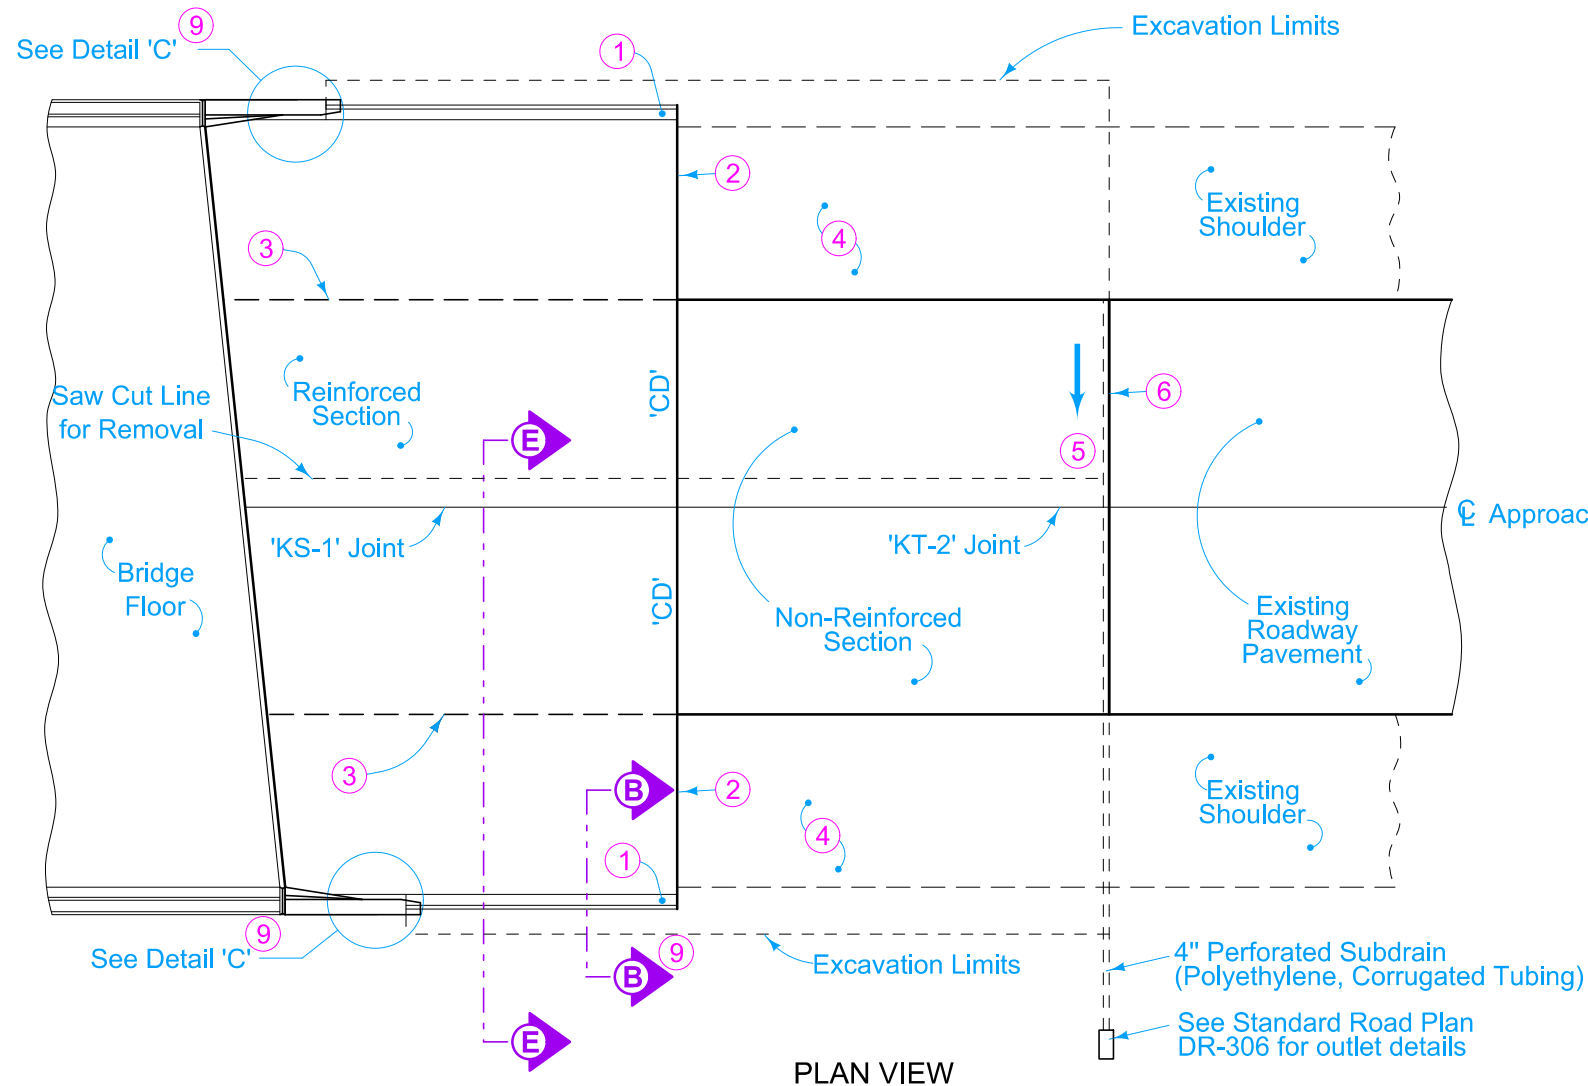 9
See Detail 'C'
1
Excavation Limits
2
3
4
Existing
Shoulder
Saw Cut Line
for Removal
Reinforced
Section
'CD'
6
5
E
'KS-1' Joint
'KT-2' Joint
℄ Approac
Bridge
Floor
'CD'
Non-Reinforced
Section
Existing
Roadway
Pavement
3
B
2
Existing
Shoulder
4
1
9
See Detail 'C'
9
B
Excavation Limits
4" Perforated Subdrain
(Polyethylene, Corrugated Tubing)
E
See Standard Road Plan
DR-306 for outlet details
PLAN VIEW